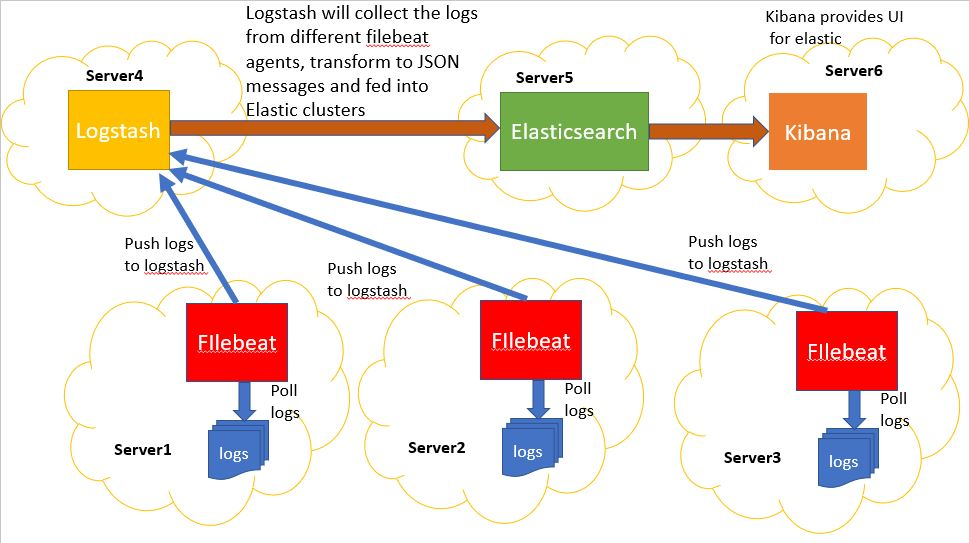 Logstash will collect the logs
from different filebeat
agents, transform to JSON
messages and fed into
Elastic clusters
Kibana provides UI
for elastic
Server4
Logstash
Server5
Elasticsearch
Server6
Kibana
Push logs
to logstash
Push logs
to logstash
Push logs
to logstash
FIlebeat
Poll
logs
logs
Server1
FIlebeat
Poll
logs
logs
Server2
FIlebeat
Poll
logs
logs
Server3